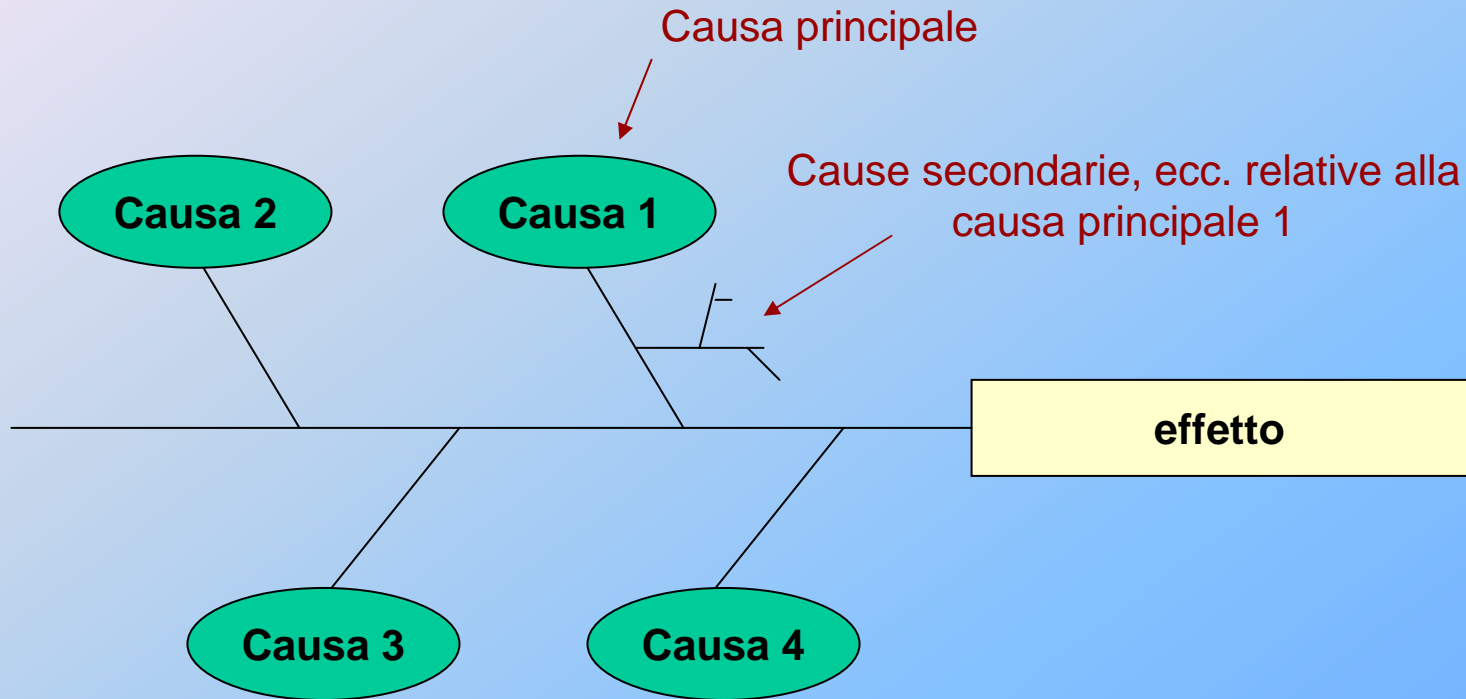 Causa principale
Cause secondarie, ecc. relative alla
causa principale 1
Causa 2
Causa 1
effetto
Causa 3
Causa 4